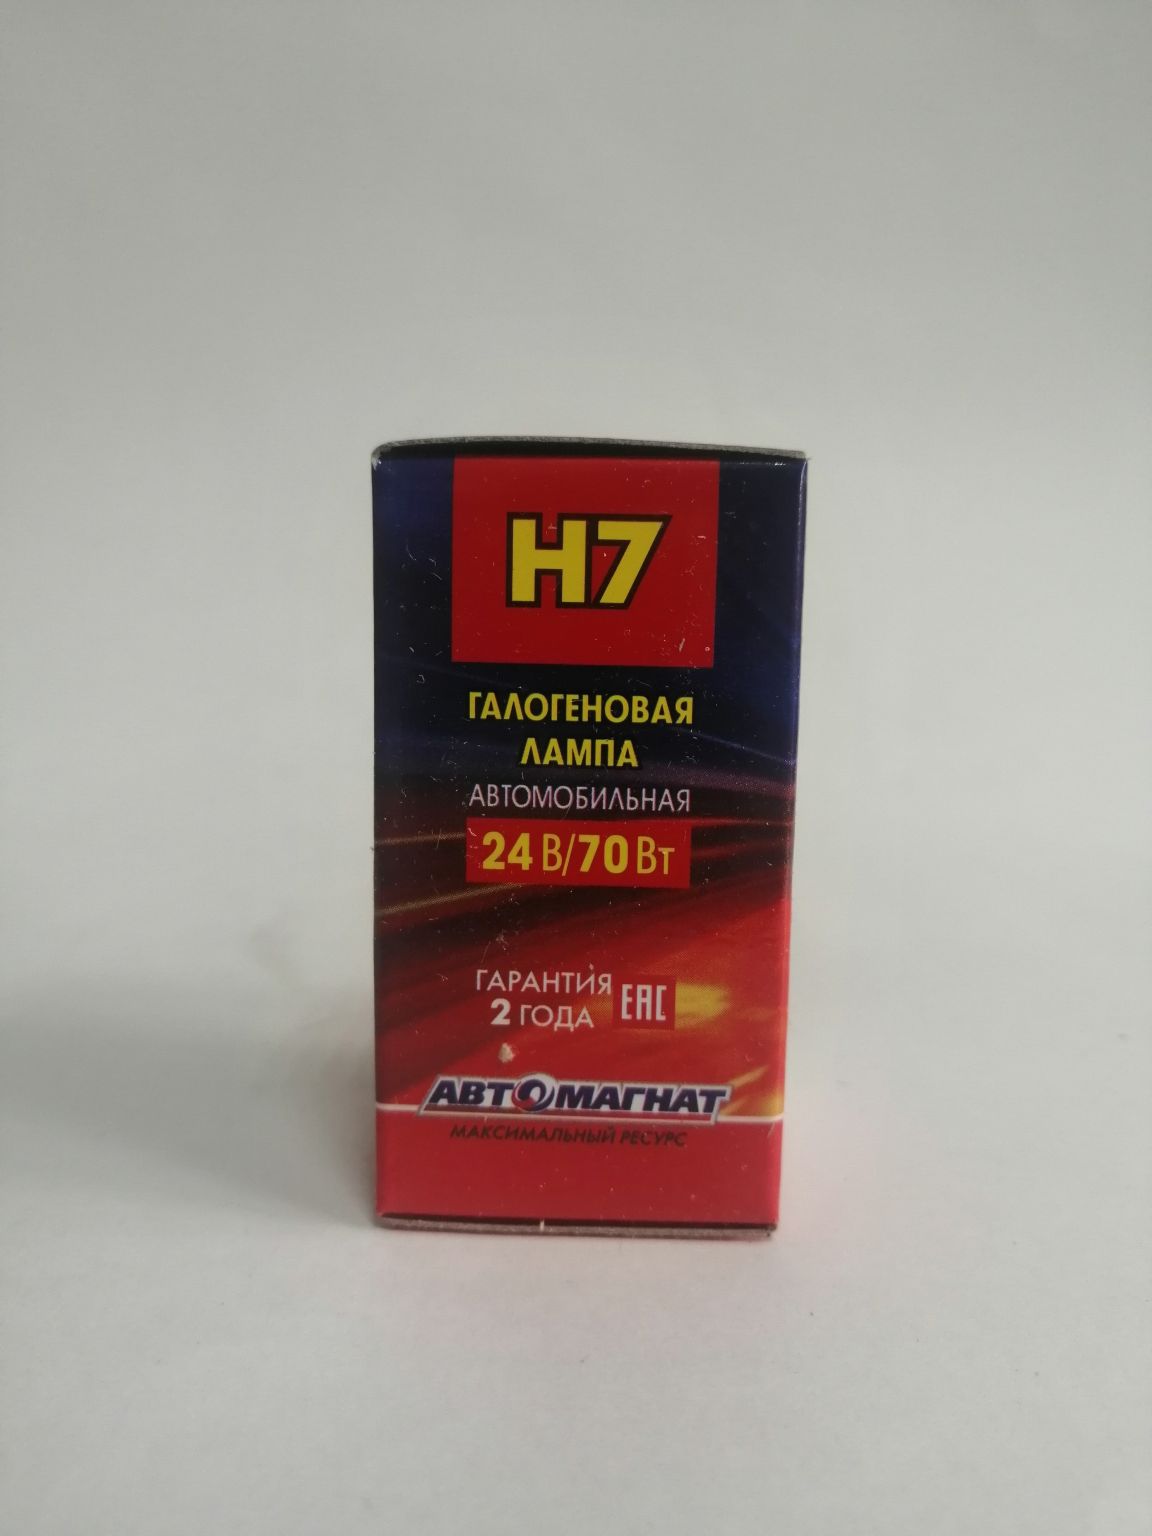 H7
ГАЛОГЕНОВАЯ
ЛАМПА
АВТОМОБИЛЬНАЯ
24 В/70 Вт
ГАРАНТИЯ
2 ГОДА
ЕАС
АВТОМАГНАТ
МАКСИМАЛЬНЫЙ РЕСУРС